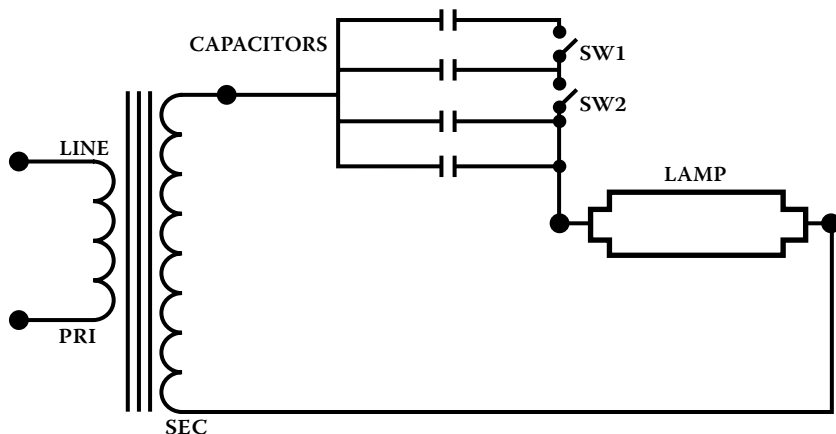 CAPACITORS
SW1
SW2
LINE
LAMP
PRI
SEC